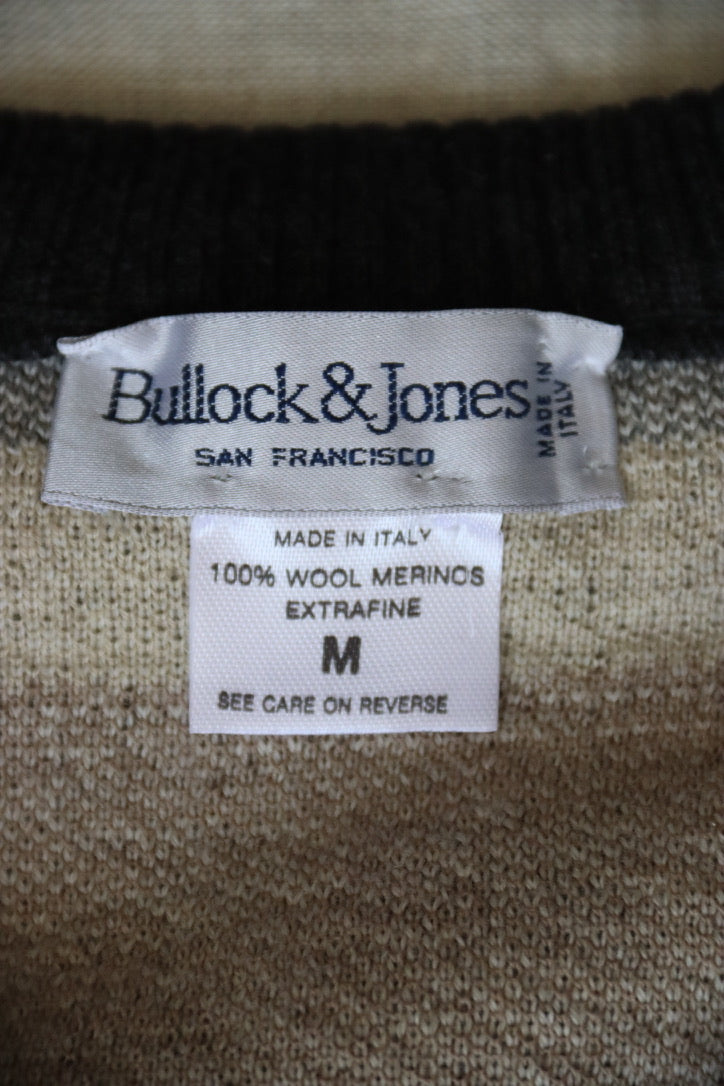 Bullock & Jones
SAN FRANCISCO
MADE IN
ITALY
MADE IN ITALY
100% WOOL MERINOS
EXTRAFINE
M
SEE CARE ON REVERSE